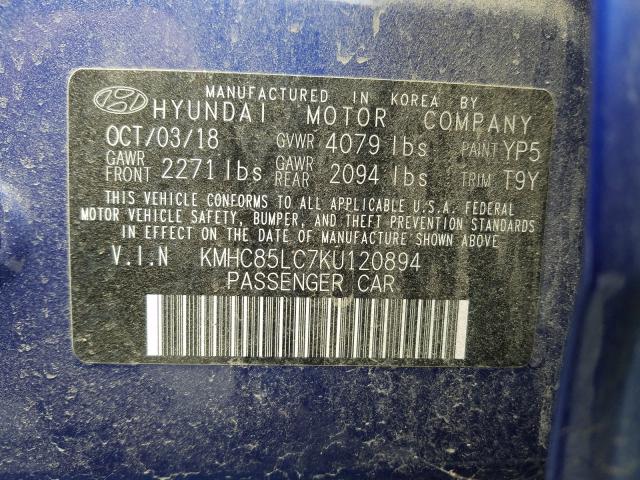 MANUFACTURED IN KOREA BY
HYUNDAI MOTOR COMPANY
OCT/03/18 GVWR 4079 lbs PAINT YP5
GAWR FRONT 2271 lbs GAWR REAR 2094 lbs TRIM T9Y
THIS VEHICLE CONFORMS TO ALL APPLICABLE U.S.A. FEDERAL
MOTOR VEHICLE SAFETY, BUMPER, AND THEFT PREVENTION STANDARDS
IN EFFECT ON THE DATE OF MANUFACTURE SHOWN ABOVE.
V.I.N KMHC85LC7KU120894
PASSENGER CAR